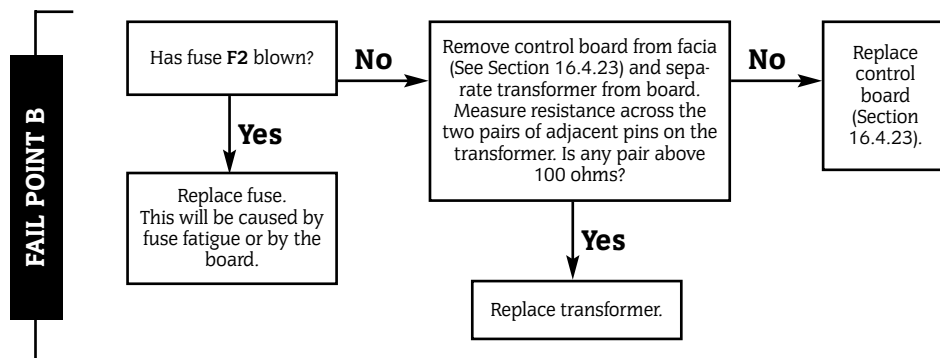 FAIL POINT B
Has fuse F2 blown?
No
Remove control board from facia
(See Section 16.4.23) and sepa-
rate transformer from board.
Measure resistance across the
two pairs of adjacent pins on the
transformer. Is any pair above
100 ohms?
No
Replace
control
board
(Section
16.4.23).
Yes
Replace fuse.
This will be caused by
fuse fatigue or by the
board.
Yes
Replace transformer.